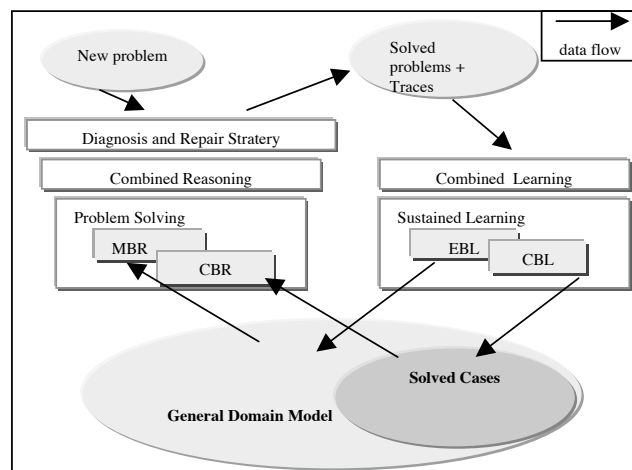 New problem
Solved
problems +
Traces
data flow
Diagnosis and Repair Stratery
Combined Reasoning
Combined Learning
Problem Solving
MBR
CBR
Sustained Learning
EBL
CBL
Solved Cases
General Domain Model